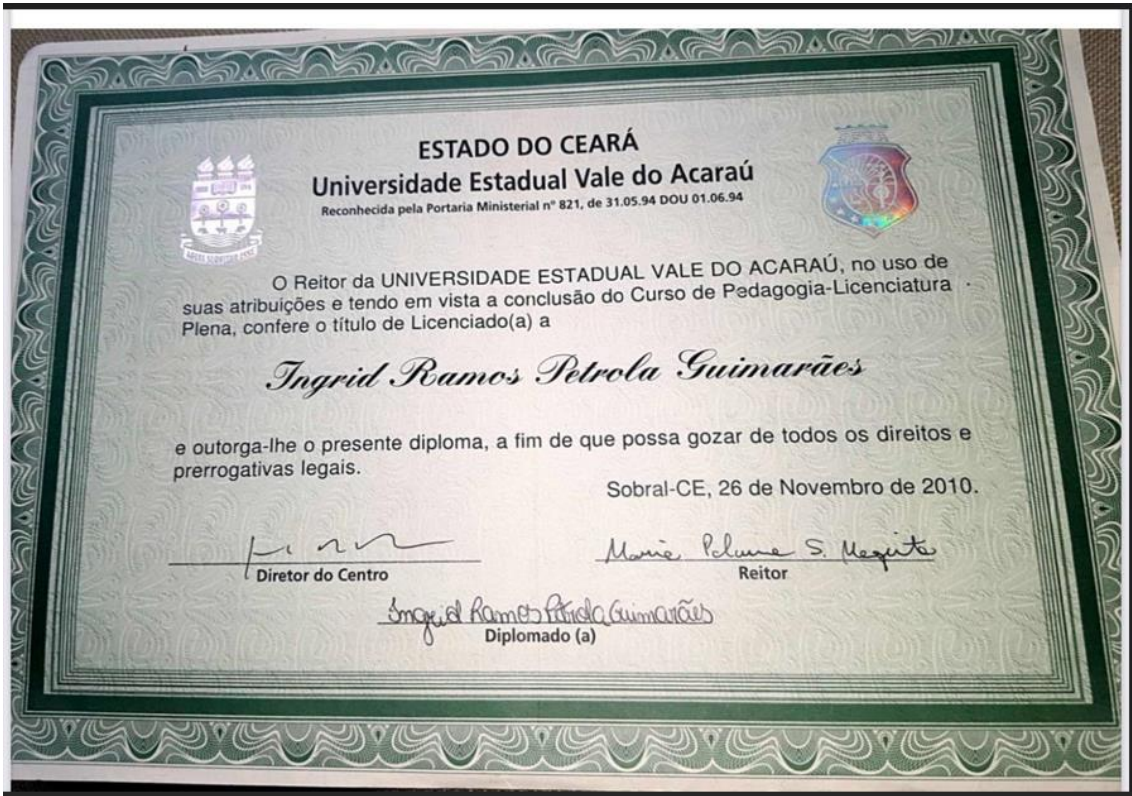 ESTADO DO CEARÁ
Universidade Estadual Vale do Acaraú
Reconhecida pela Portaria Ministerial nº 821, de 31.05.94 DOU 01.06.94
O Reitor da UNIVERSIDADE ESTADUAL VALE DO ACARAÚ, no uso de
suas atribuições e tendo em vista a conclusão do Curso de Pedagogia-Licenciatura
Plena, confere o título de Licenciado(a) a
Ingrid Ramos Petrola Guimarães
e outorga-lhe o presente diploma, a fim de que possa gozar de todos os direitos e
prerrogativas legais.
Sobral-CE, 26 de Novembro de 2010.
Maria S.
Diretor do Centro
Reitor
Ingrid Ramos Petrola Guimarães
Diplomado (a)